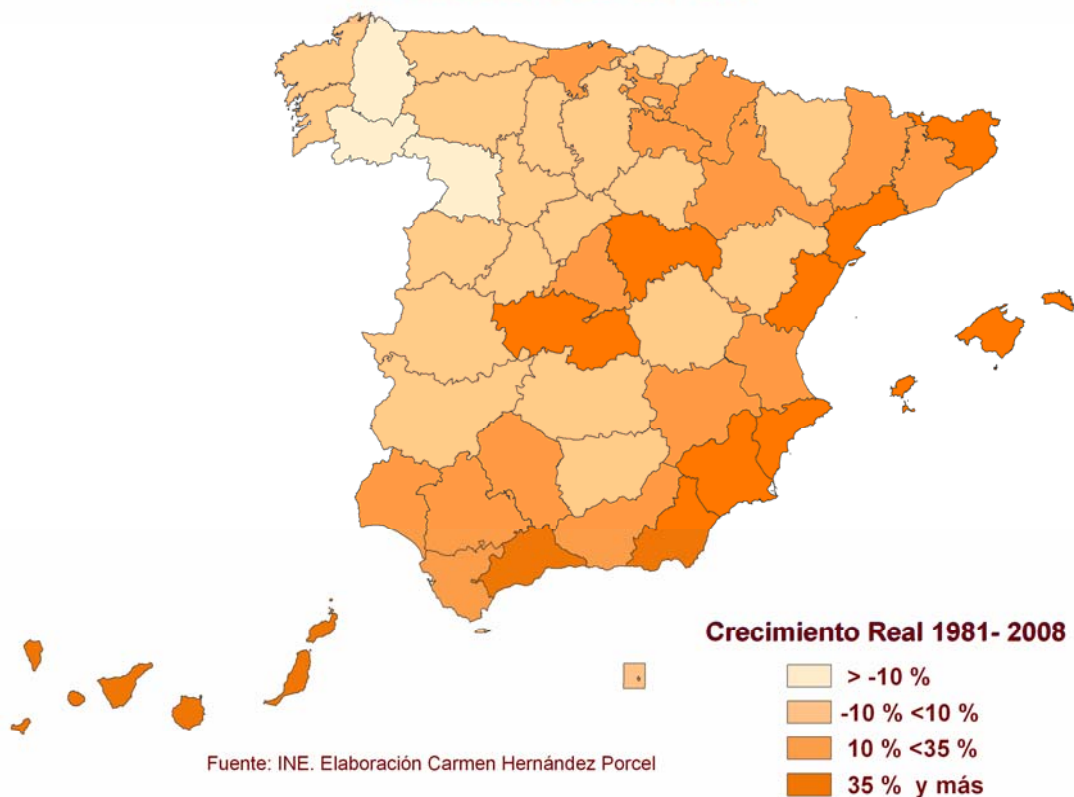 Crecimiento Real 1981- 2008
> -10 %
-10 % <10 %
10 % <35 %
35 % y más
Fuente: INE. Elaboración Carmen Hernández Porcel